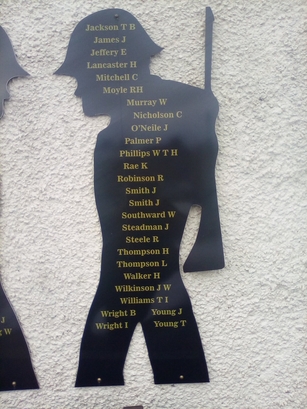 Jackson T B
James J
Jeffery E
Lancaster H
Mitchell C
Moyle RH
Murray W
Nicholson C
O'Neile J
Palmer P
Phillips W T H
Rae K
Robinson R
Smith J
Smith J
Southward W
Steadman J
Steele R
Thompson H
Thompson L
Walker H
Wilkinson J W
Williams T I
Wright B Young J
Wright I Young T
J
W